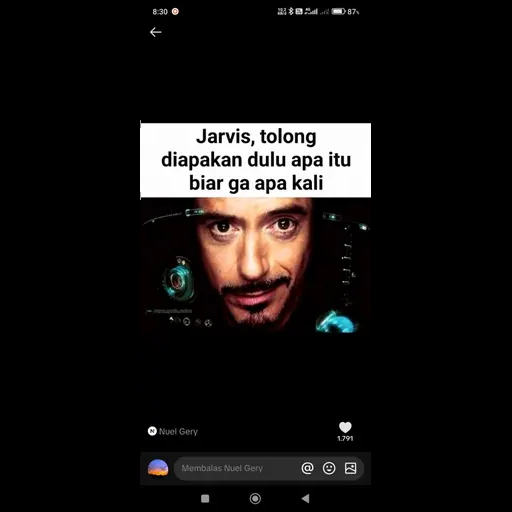 8:30
87%
Jarvis, tolong
diapakan dulu apa itu
biar ga apa kali
Nuel Gery
1.791
Membalas Nuel Gery